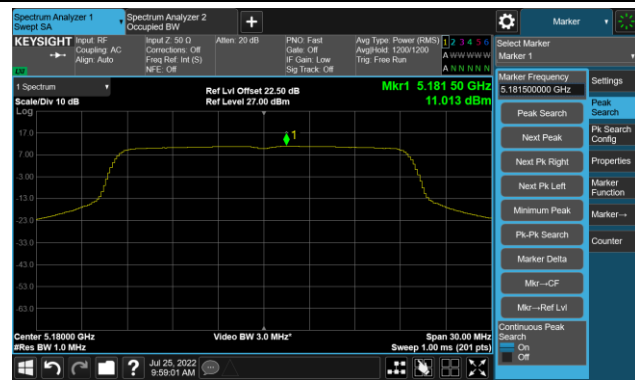 Spectrum Analyzer 1
Swept SA
Spectrum Analyzer 2
Occupied BW
+
Marker
KEYSIGHT
Input: RF
Coupling: AC
Align: Auto
Input Z: 50 Ω
Corrections: Off
Freq Ref: Int (S)
NFE: Off
Atten: 20 dB
PNO: Fast
Gate: Off
IF Gain: Low
Sig Track: Off
Avg Type: Power (RMS)
Avg|Hold: 1200/1200
Trig: Free Run
1 2 3 4 5 6
A W W W W W
A N N N N N
LXI
Select Marker
Marker 1
1 Spectrum
Scale/Div 10 dB
Log
Ref Lvl Offset 22.50 dB
Ref Level 27.00 dBm
Mkr1 5.181 50 GHz
11.013 dBm
17.0
7.00
-3.00
-13.0
-23.0
-33.0
-43.0
-53.0
-63.0
1
Center 5.18000 GHz
#Res BW 1.0 MHz
Video BW 3.0 MHz*
Span 30.00 MHz
Sweep 1.00 ms (201 pts)
Marker Frequency
5.181500000 GHz
Peak Search
Next Peak
Next Pk Right
Next Pk Left
Minimum Peak
Pk-Pk Search
Marker Delta
Mkr→CF
Mkr→Ref Lvl
Continuous Peak
Search
On
Off
Settings
Peak
Search
Pk Search
Config
Properties
Marker
Function
Marker→
Counter
?
Jul 25, 2022
9:59:01 AM